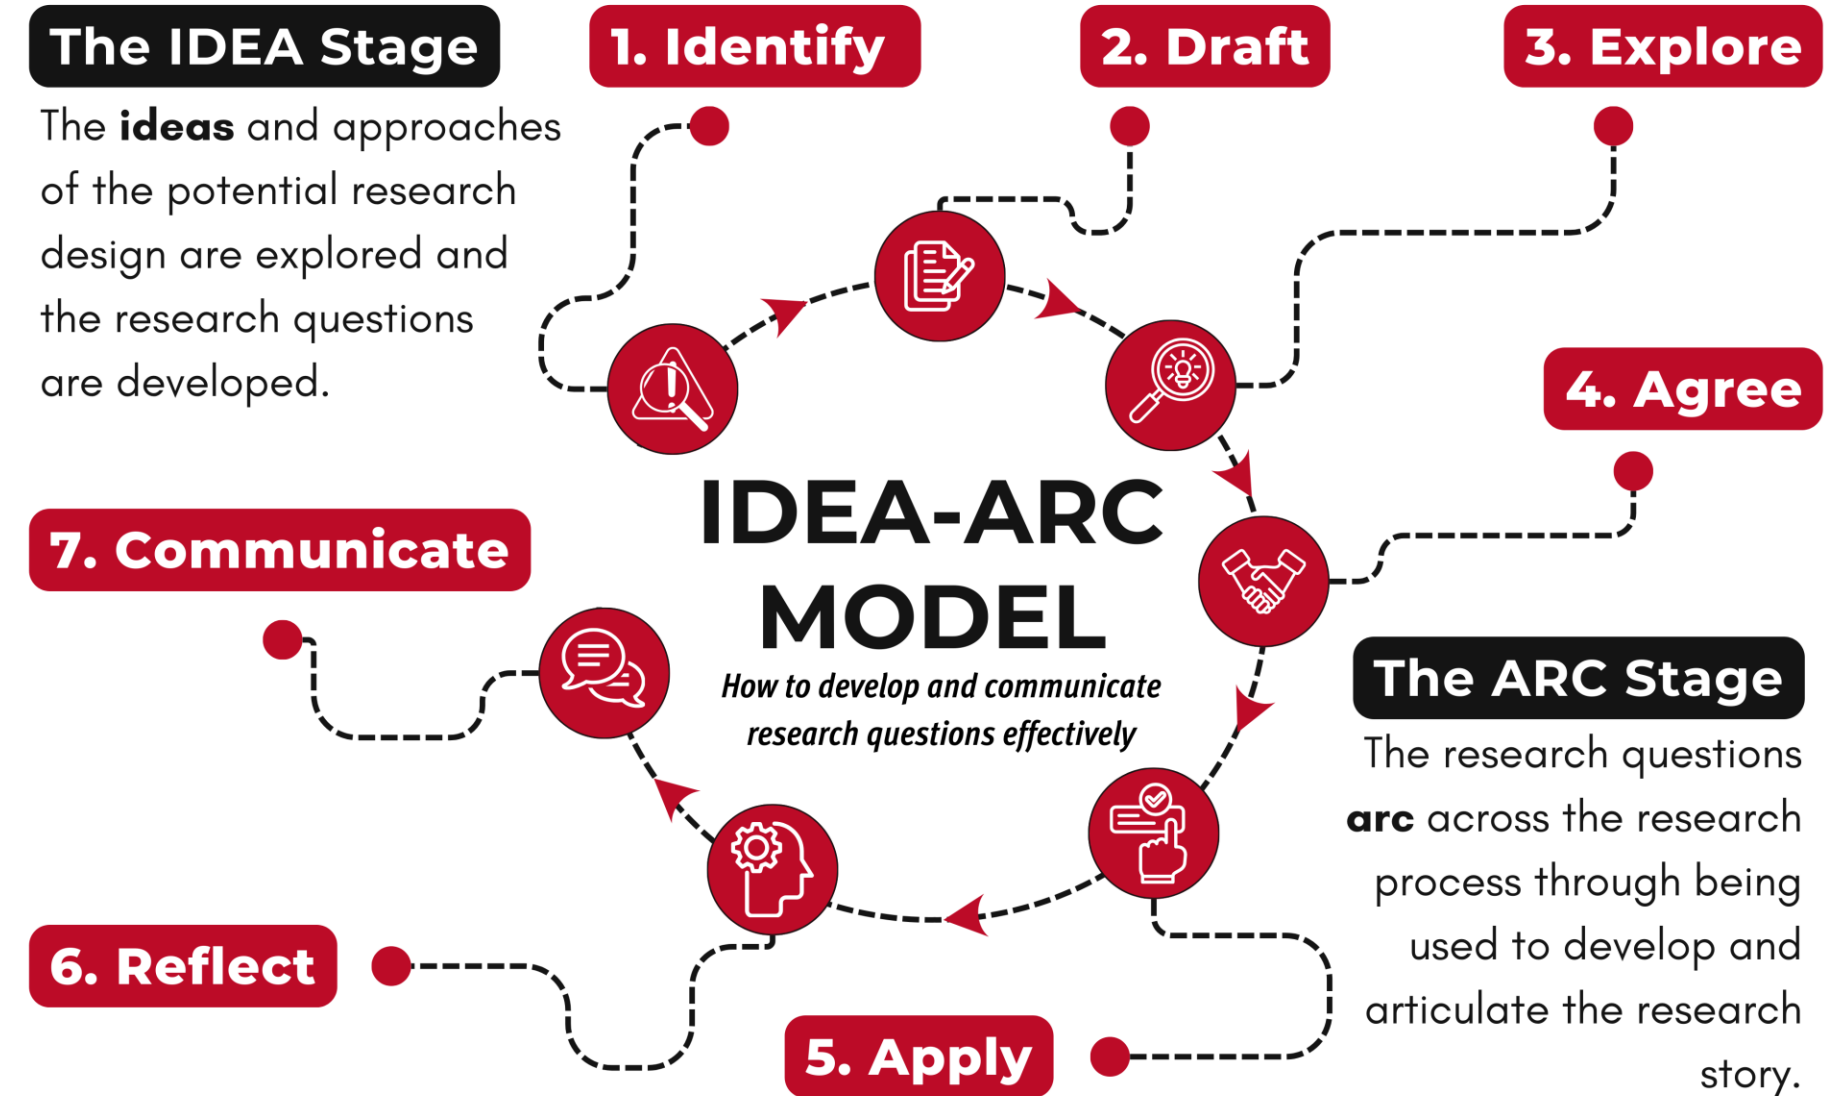 The IDEA Stage
The ideas and approaches
of the potential research
design are explored and
the research questions
are developed.
1. Identify
2. Draft
3. Explore
4. Agree
IDEA-ARC
MODEL
How to develop and communicate
research questions effectively
The ARC Stage
The research questions
arc across the research
process through being
used to develop and
articulate the research
story.
5. Apply
6. Reflect
7. Communicate